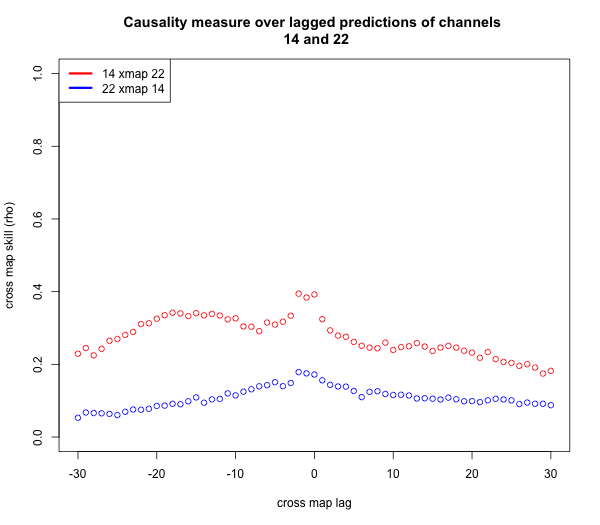 Causality measure over lagged predictions of channels
14 and 22
14 xmap 22
22 xmap 14
cross map skill (rho)
1.0
0.8
0.6
0.4
0.2
0.0
-30 -20 -10 0 10 20 30
cross map lag